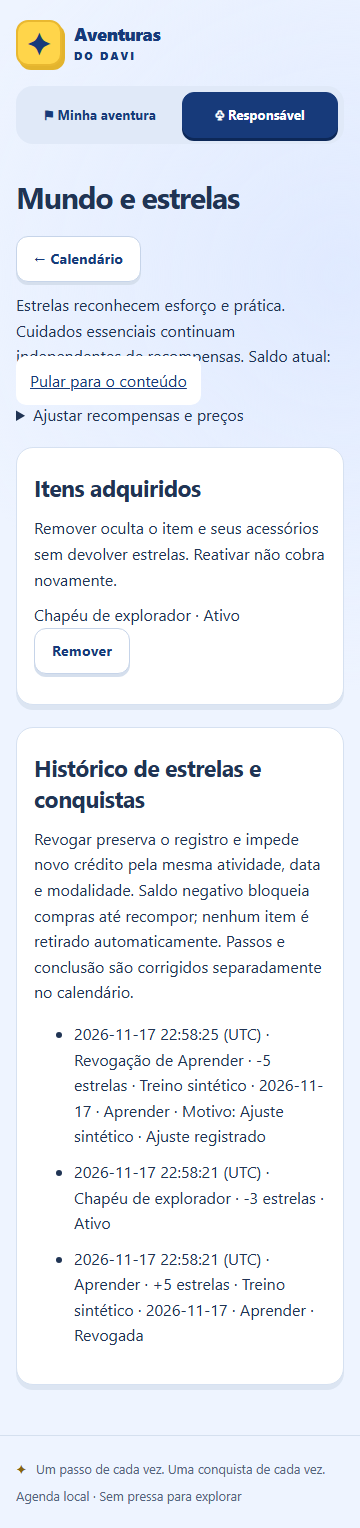 Aventuras
DO DAVI
Minha aventura
Responsável
Mundo e estrelas
← Calendário
Estrelas reconhecem esforço e prática.
Cuidados essenciais continuam
independentes de recompensas. Saldo atual:
Pular para o conteúdo
▶ Ajustar recompensas e preços
Itens adquiridos
Remover oculta o item e seus acessórios
sem devolver estrelas. Reativar não cobra
novamente.
Chapéu de explorador · Ativo
Remover
Histórico de estrelas e
conquistas
Revogar preserva o registro e impede
novo crédito pela mesma atividade, data
e modalidade. Saldo negativo bloqueia
compras até recompor; nenhum item é
retirado automaticamente. Passos e
conclusão são corrigidos separadamente
no calendário.
• 2026-11-17 22:58:25 (UTC) ·
Revogação de Aprender · -5
estrelas · Treino sintético · 2026-11-
17 · Aprender · Motivo: Ajuste
sintético · Ajuste registrado
• 2026-11-17 22:58:21 (UTC) ·
Chapéu de explorador · -3 estrelas ·
Ativo
• 2026-11-17 22:58:21 (UTC) ·
Aprender · +5 estrelas · Treino
sintético · 2026-11-17 · Aprender ·
Revogada
✦ Um passo de cada vez. Uma conquista de cada vez.
Agenda local · Sem pressa para explorar